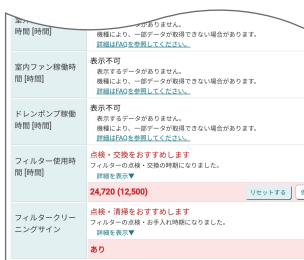 時間 [時間]
データがありません。
機種により、一部データが取得できない場合があります。
詳細はFAQを参照してください。
室内ファン稼働時
間 [時間]
表示不可
表示するデータがありません。
機種により、一部データが取得できない場合があります。
詳細はFAQを参照してください。
ドレンポンプ稼働
時間 [時間]
表示不可
表示するデータがありません。
機種により、一部データが取得できない場合があります。
詳細はFAQを参照してください。
フィルター使用時
間 [時間]
点検・交換をおすすめします
フィルターの点検・交換の時期になりました。
詳細を表示▼
24,720 (12,500)
リセットする
フィルタークリー
ニングサイン
点検・清掃をおすすめします
フィルターの点検・お手入れ時期になりました。
詳細を表示▼
あり